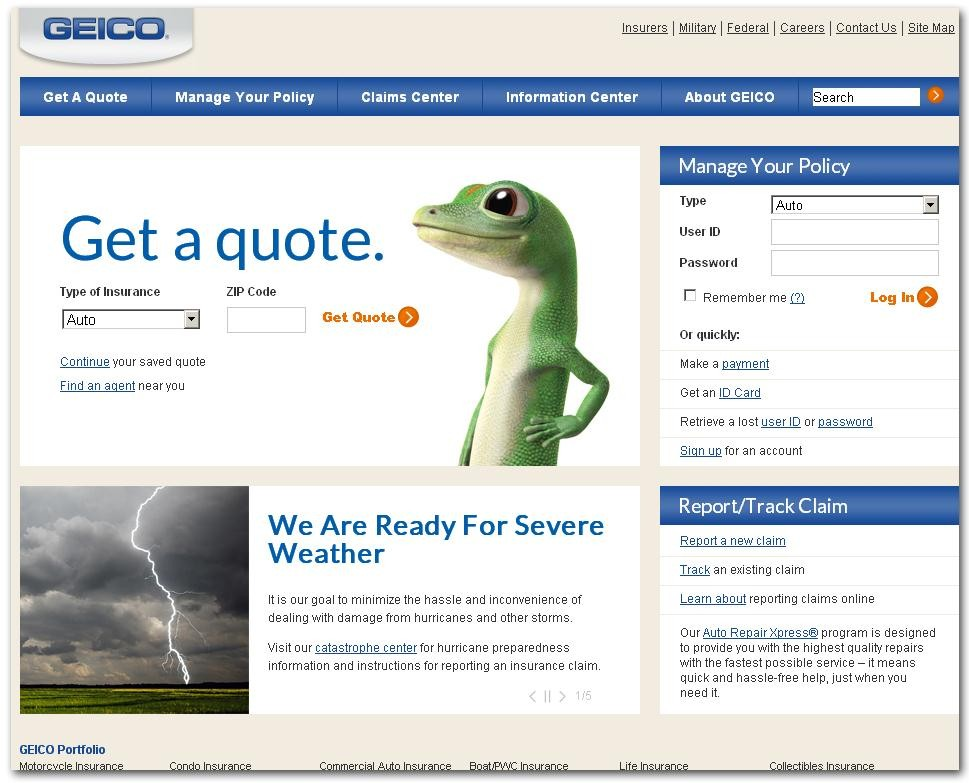 GEICO.
Insurers | Military | Federal | Careers | Contact Us | Site Map
Get A Quote
Manage Your Policy
Claims Center
Information Center
About GEICO
Search
Get a quote.
Type of Insurance
ZIP Code
Auto
Get Quote
Continue your saved quote
Find an agent near you
Manage Your Policy
Type
Auto
User ID
Password
Remember me (?)
Log In
Or quickly:
Make a payment
Get an ID Card
Retrieve a lost user ID or password
Sign up for an account
We Are Ready For Severe
Weather
It is our goal to minimize the hassle and inconvenience of
dealing with damage from hurricanes and other storms.
Visit our catastrophe center for hurricane preparedness
information and instructions for reporting an insurance claim.
1/5
Report/Track Claim
Report a new claim
Track an existing claim
Learn about reporting claims online
Our Auto Repair Xpress® program is designed
to provide you with the highest quality repairs
with the fastest possible service – it means
quick and hassle-free help, just when you
need it.
GEICO Portfolio
Motorcycle Insurance
Condo Insurance
Commercial Auto Insurance
Boat/PWC Insurance
Life Insurance
Collectibles Insurance